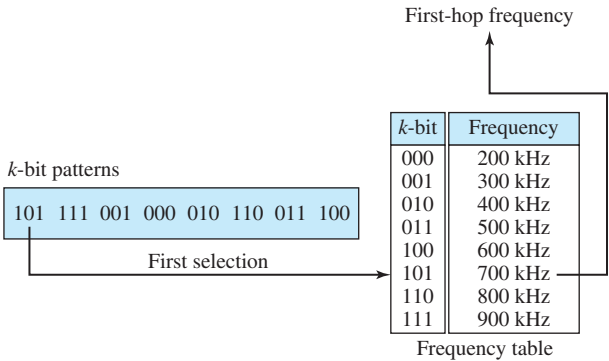 First-hop frequency
k-bit Frequency
000 200 kHz
001 300 kHz
010 400 kHz
011 500 kHz
100 600 kHz
101 700 kHz
110 800 kHz
111 900 kHz
Frequency table
k-bit patterns
101 111 001 000 010 110 011 100
First selection